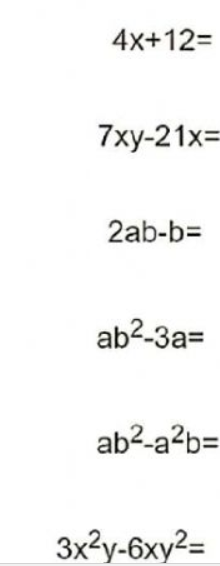 4x+12=
7xy-21x=
2ab-b=
ab²-3a=
ab²-a²b=
3x²y-6xy²=